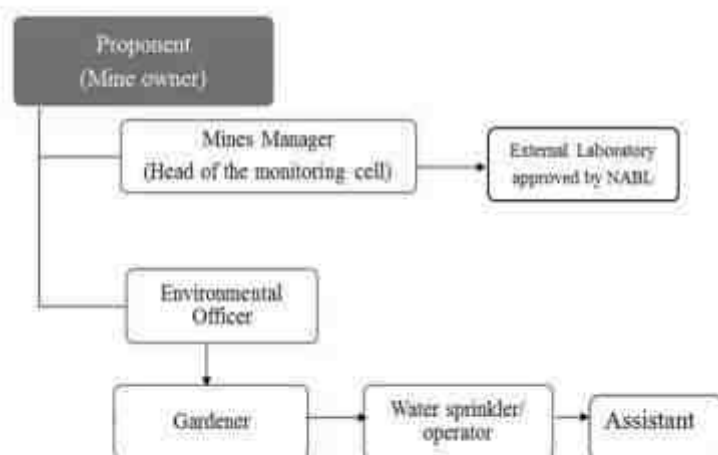 Proponent
(Mine owner)
Mines Manager
(Head of the monitoring cell)
External Laboratory
approved by NABL
Environmental
Officer
Gardener
Water sprinkler/
operator
Assistant